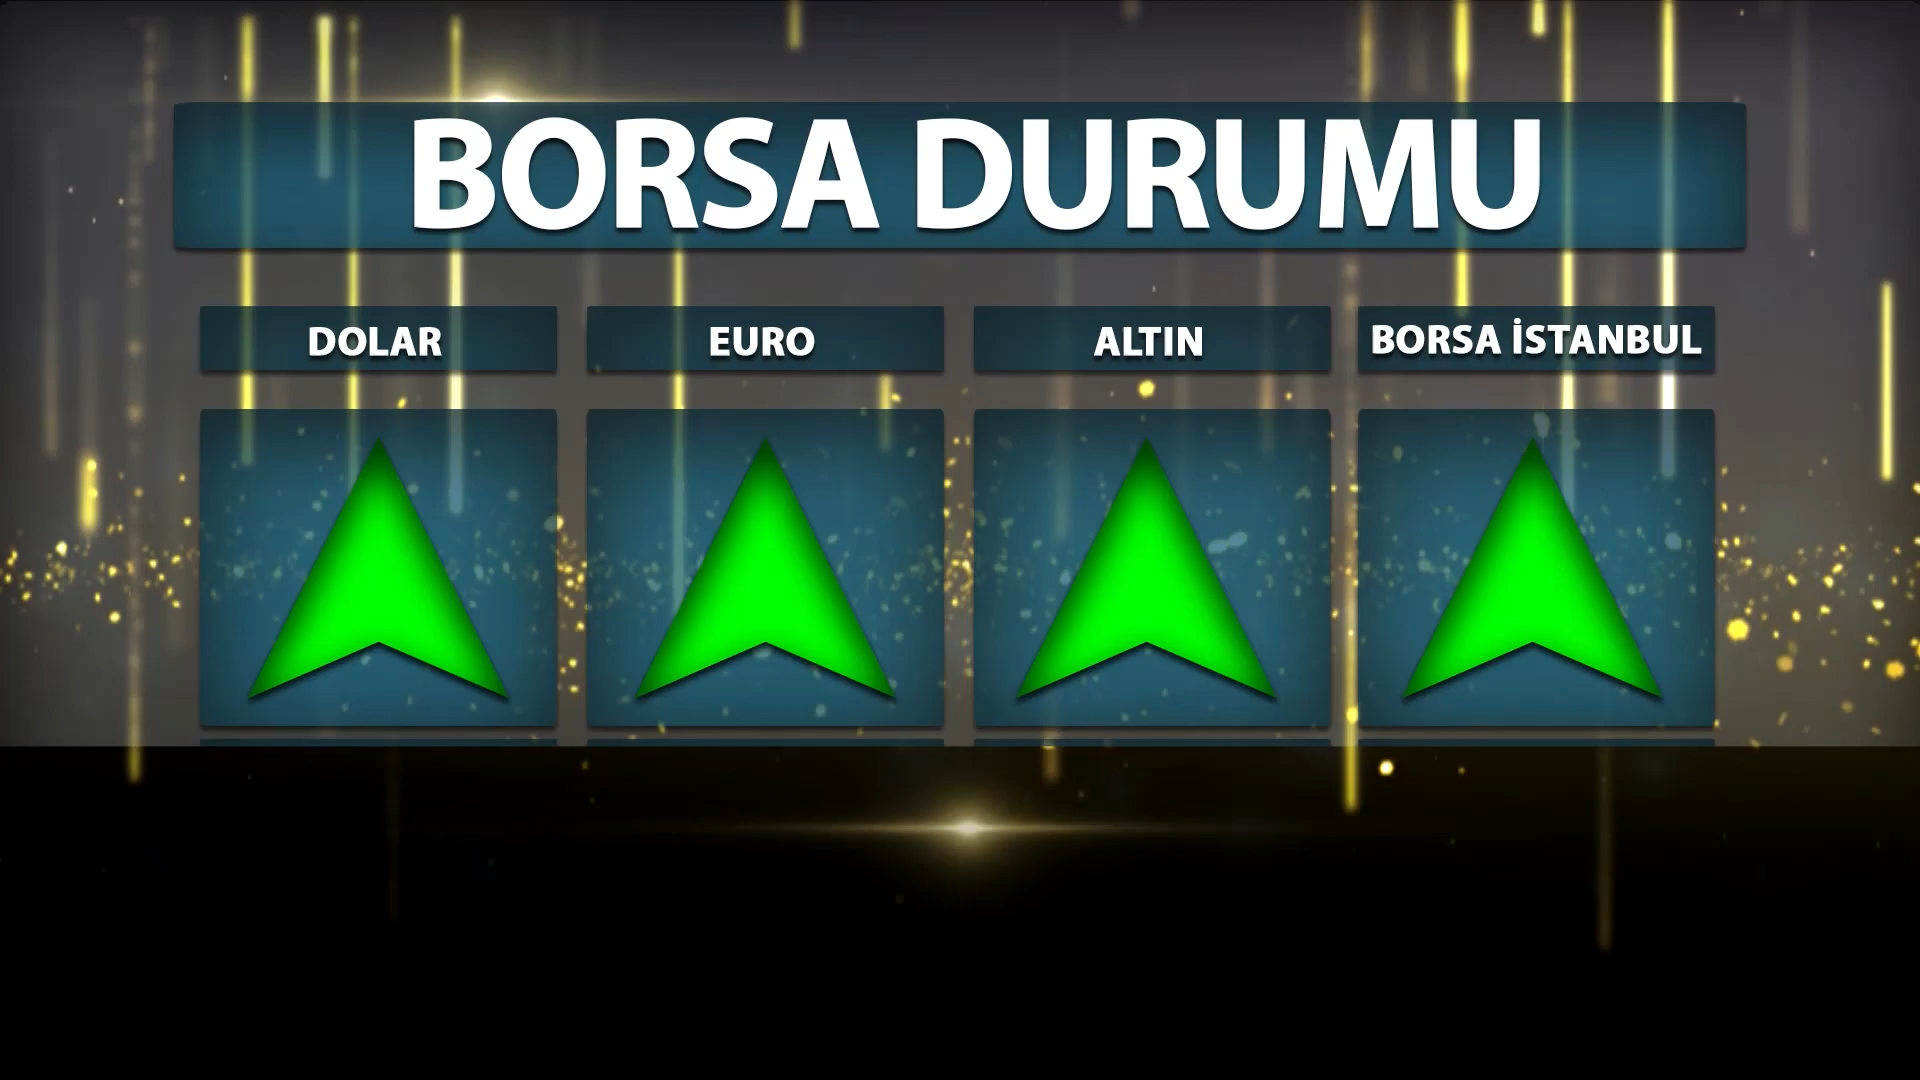 BORSA DURUMU
DOLAR
EURO
ALTIN
BORSA İSTANBUL